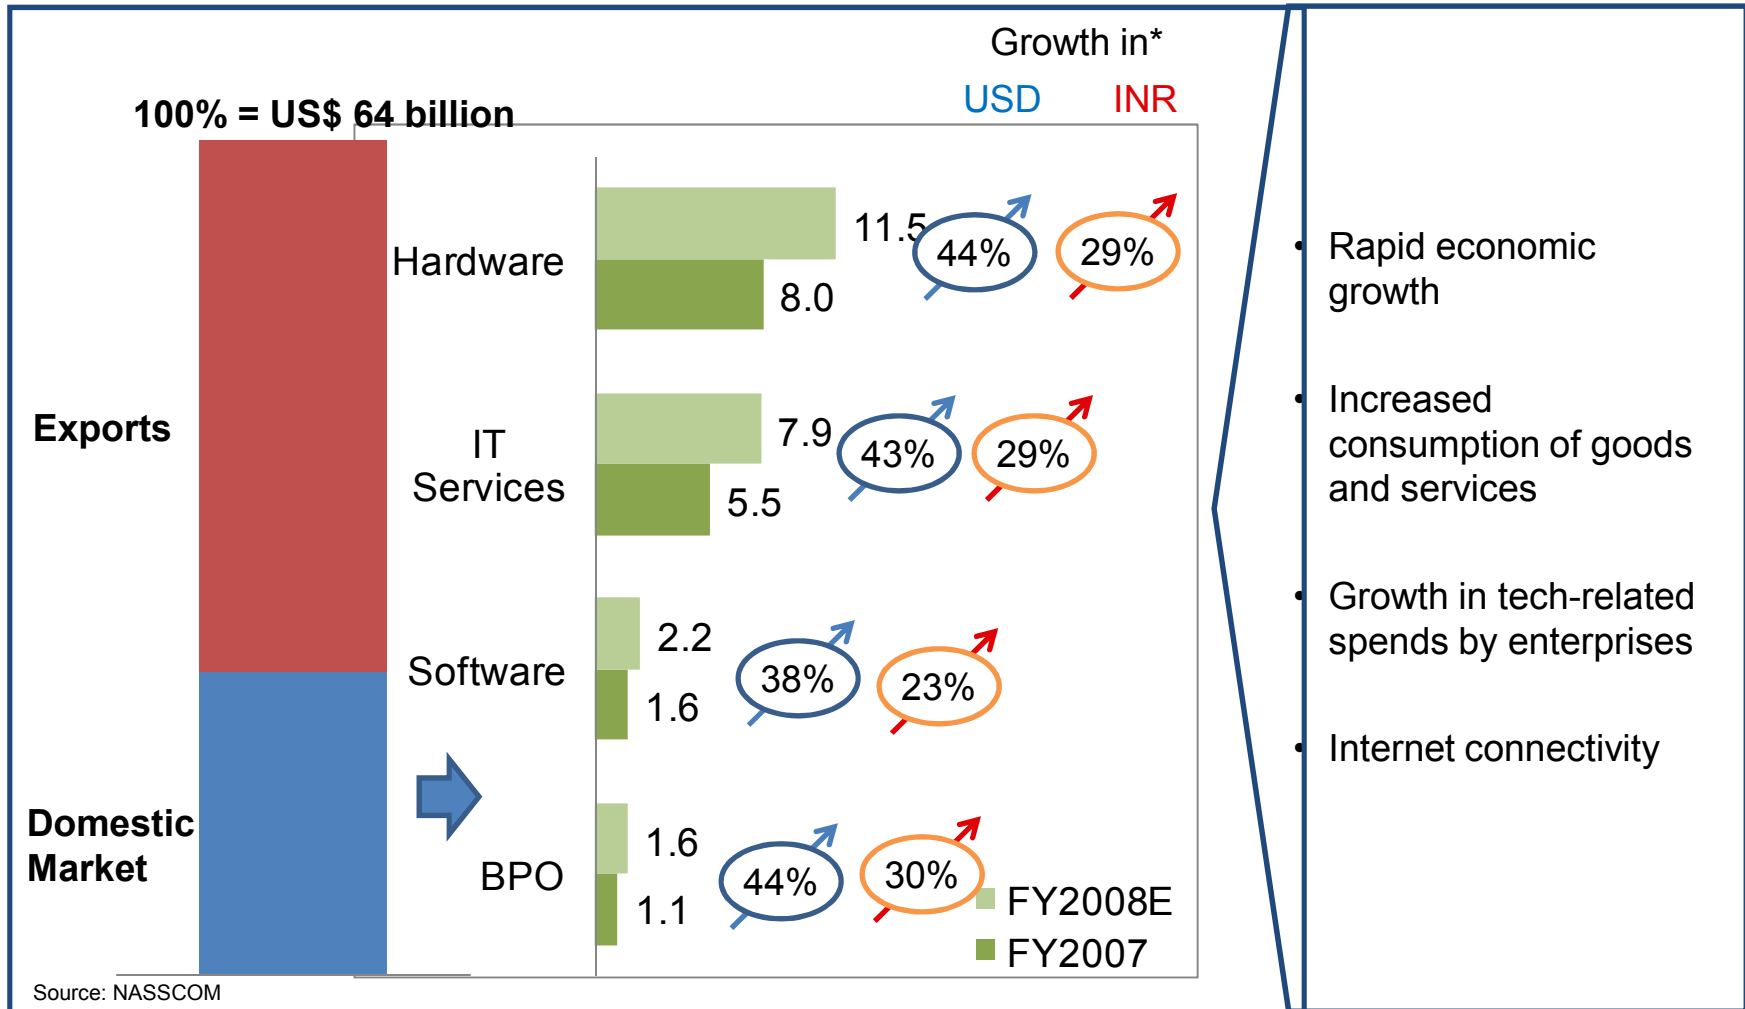 Growth in*
USD INR
100% = US$ 64 billion
Hardware
11.5
44%
29%
8.0
Exports
IT
Services
7.9
43%
29%
5.5
Software
2.2
38%
23%
1.6
Domestic
Market
BPO
1.6
44%
30%
1.1
FY2008E
FY2007
Source: NASSCOM
• Rapid economic
growth
• Increased
consumption of goods
and services
• Growth in tech-related
spends by enterprises
• Internet connectivity